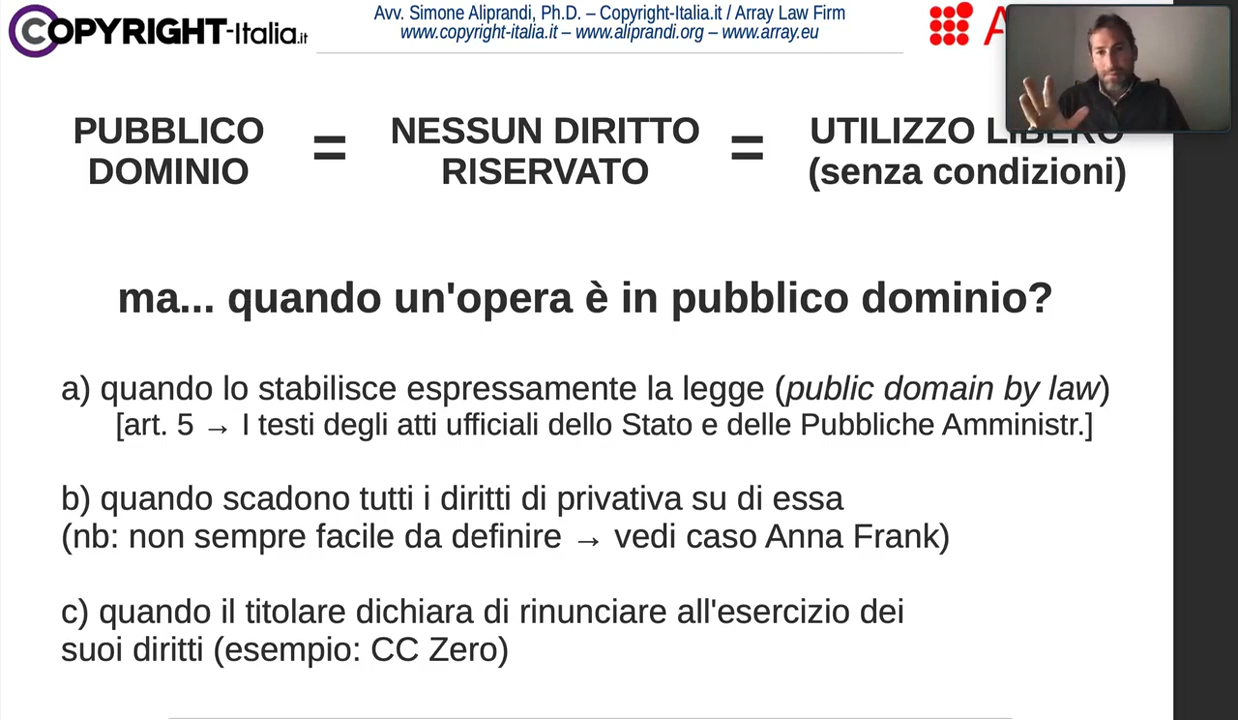 COPYRIGHT-Italia.it
Avv. Simone Aliprandi, Ph.D. – Copyright-Italia.it / Array Law Firm
www.copyright-italia.it – www.aliprandi.org – www.array.eu
PUBBLICO DOMINIO = NESSUN DIRITTO RISERVATO = UTILIZZO LIBERO (senza condizioni)
ma... quando un'opera è in pubblico dominio?
a) quando lo stabilisce espressamente la legge (public domain by law)
[art. 5 → I testi degli atti ufficiali dello Stato e delle Pubbliche Amministr.]
b) quando scadono tutti i diritti di privativa su di essa
(nb: non sempre facile da definire → vedi caso Anna Frank)
c) quando il titolare dichiara di rinunciare all'esercizio dei
suoi diritti (esempio: CC Zero)